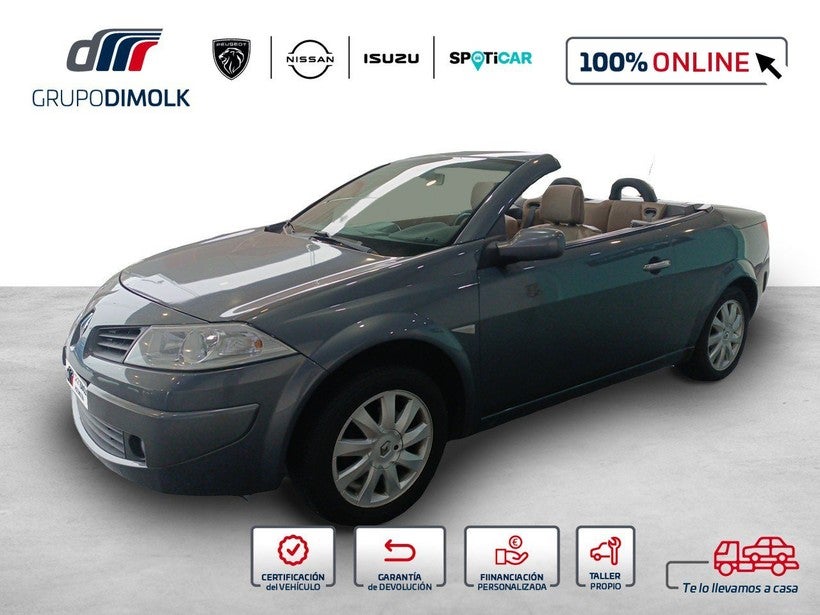 GRUPODIMOLK
PEUGEOT
NISSAN
ISUZU
SPOTiCAR
100% ONLINE
CERTIFICACIÓN
del VEHÍCULO
GARANTÍA
de DEVOLUCIÓN
FIINANCIACIÓN
PERSONALIZADA
TALLER
PROPIO
Te lo llevamos a casa